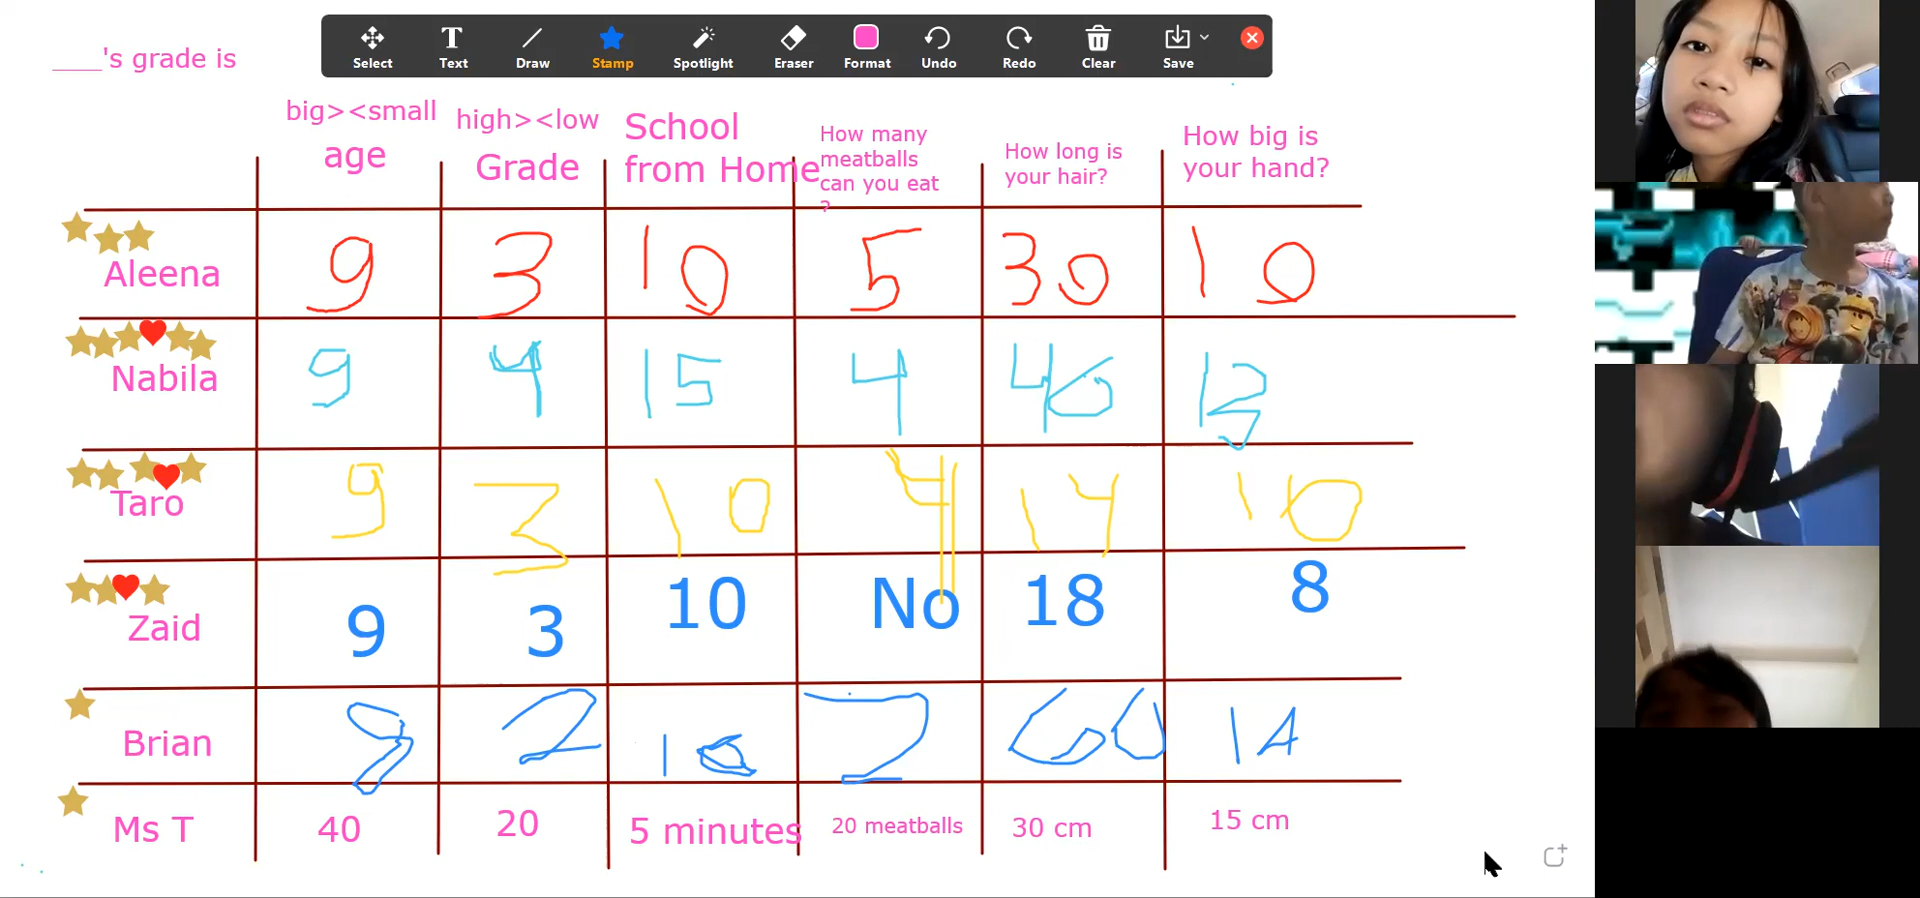 ___'s grade is
Select Text Draw Stamp Spotlight Eraser Format Undo Redo Clear Save
big><small
age
high><low
Grade
School
from Home
How many
meatballs
can you eat
?
How long is
your hair?
How big is
your hand?
Aleena 9 3 10 5 30 10
Nabila 9 4 15 4 40 13
Taro 9 3 10 4 14 10
Zaid 9 3 10 No 18 8
Brian 8 2 10 2 60 14
Ms T 40 20 5 minutes 20 meatballs 30 cm 15 cm